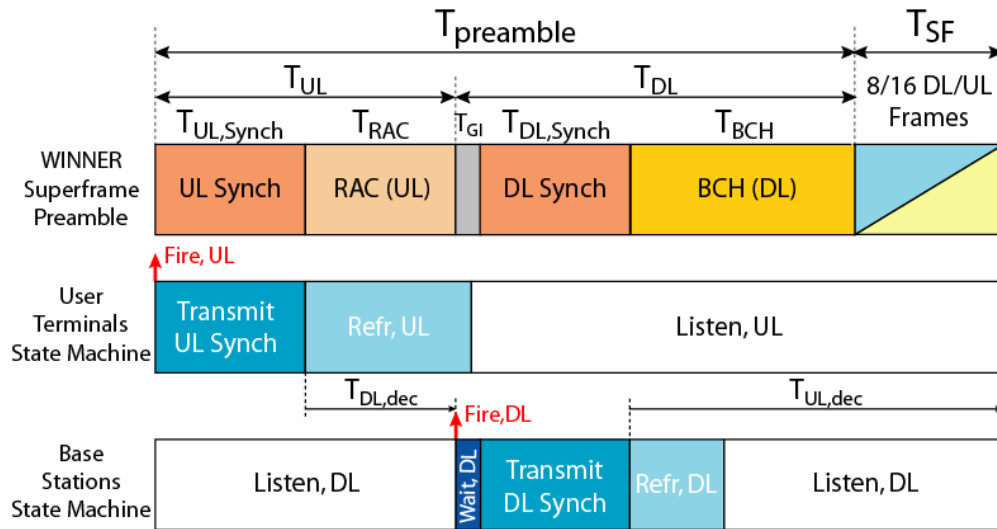 T_preamble
T_SF
T_UL
T_DL
8/16 DL/UL
Frames
T_UL,Synch
T_RAC
T_GI
T_DL,Synch
T_BCH
WINNER
Superframe
Preamble
UL Synch
RAC (UL)
DL Synch
BCH (DL)
Fire, UL
User
Terminals
State Machine
Transmit
UL Synch
Refr, UL
Listen, UL
T_DL,dec
T_UL,dec
Fire,DL
Base
Stations
State Machine
Listen, DL
Wait, DL
Transmit
DL Synch
Refr, DL
Listen, DL